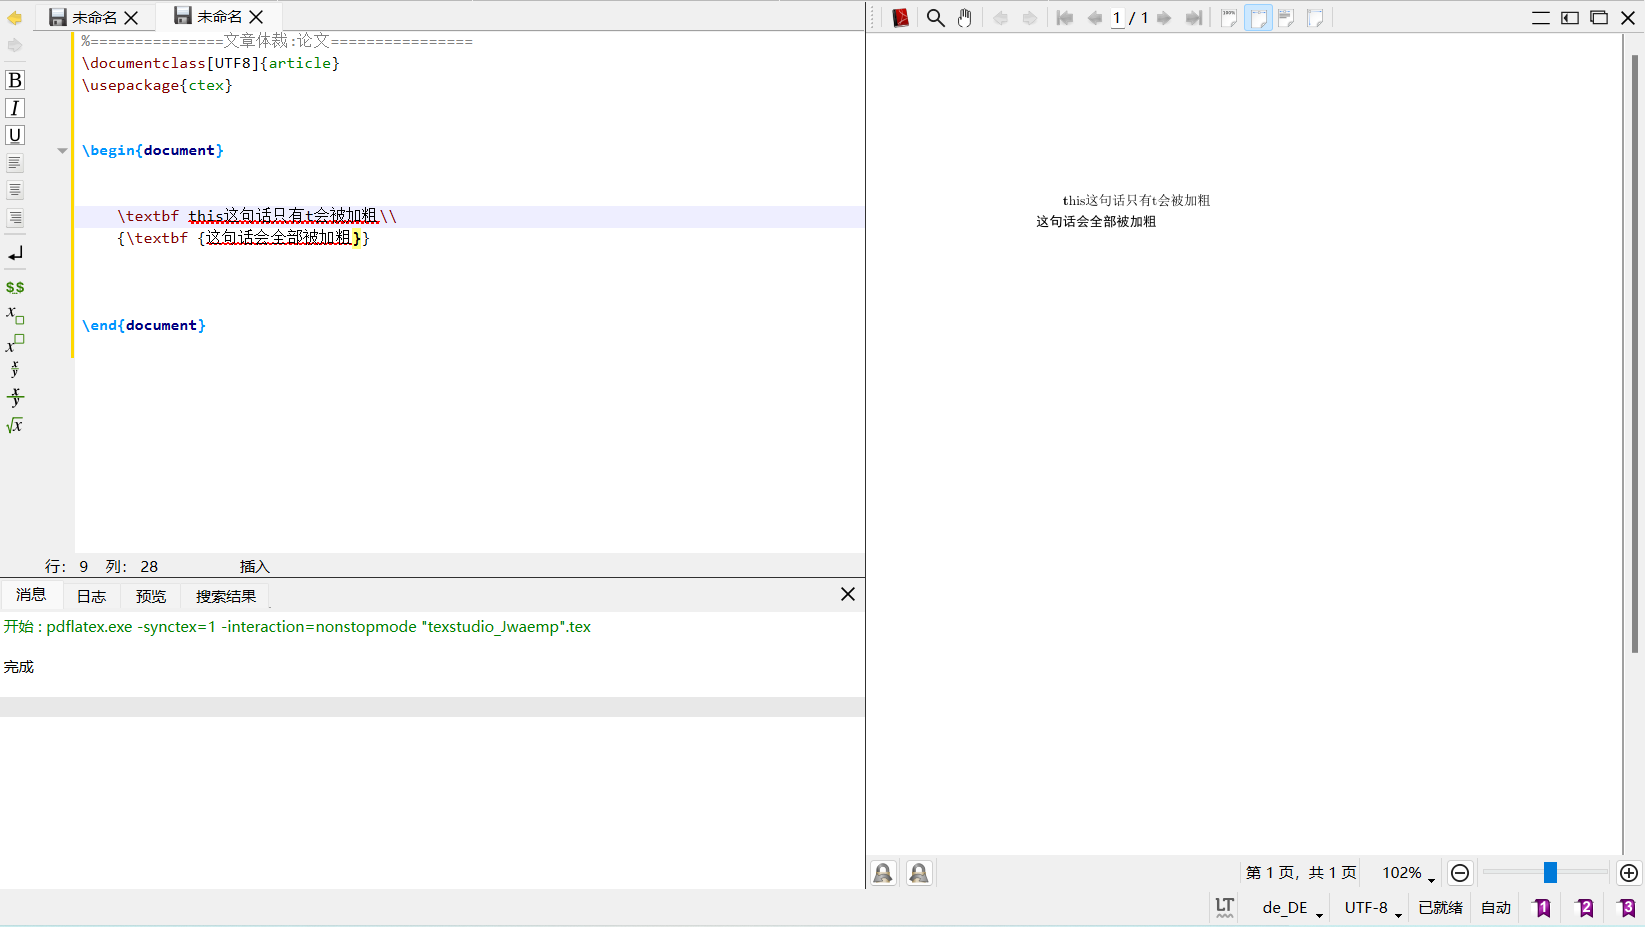 未命名 未命名
1 / 1
%===============文章体裁:论文================
\documentclass[UTF8]{article}
\usepackage{ctex}
\begin{document}
\textbf this这句话只有t会被加粗\\
{\textbf {这句话会全部被加粗}}
\end{document}
B
I
U
$$
x
x
x
y
x
y
√x
this这句话只有t会被加粗
这句话会全部被加粗
行: 9 列: 28 插入
消息 日志 预览 搜索结果
开始 : pdflatex.exe -synctex=1 -interaction=nonstopmode "texstudio_Jwaemp".tex
完成
第 1 页，共 1 页 102%
LT de_DE UTF-8 已就绪 自动 1 2 3